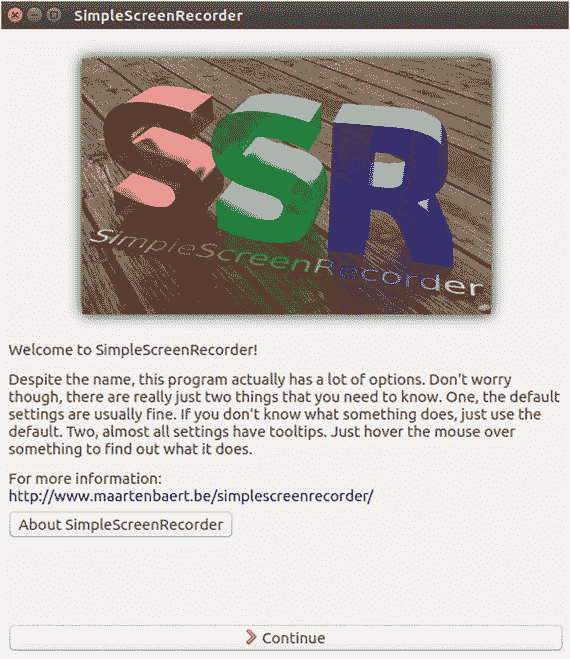 SimpleScreenRecorder
SSR
SimpleScreenRecorder
Welcome to SimpleScreenRecorder!
Despite the name, this program actually has a lot of options. Don't worry
though, there are really just two things that you need to know. One, the default
settings are usually fine. If you don't know what something does, just use the
default. Two, almost all settings have tooltips. Just hover the mouse over
something to find out what it does.
For more information:
http://www.maartenbaert.be/simplescreenrecorder/
About SimpleScreenRecorder
Continue